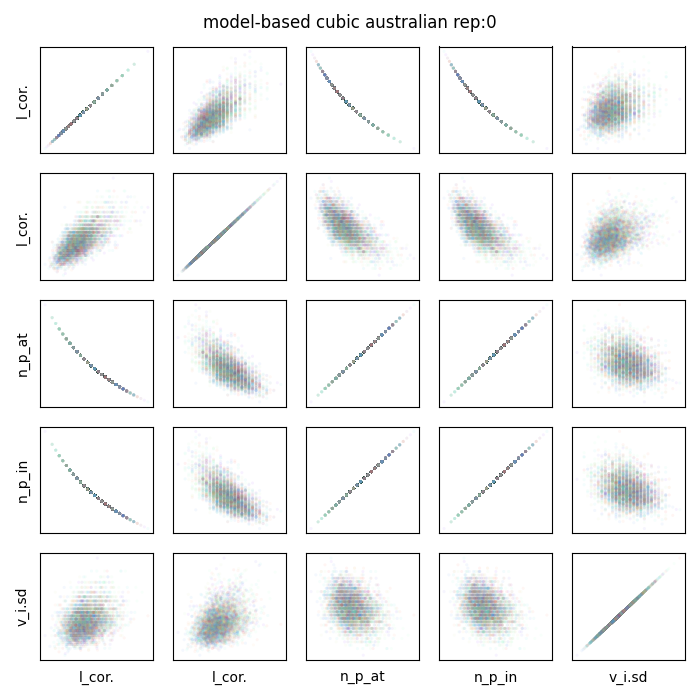 model-based cubic australian rep:0
l_cor.
l_cor.
n_p_at
n_p_in
v_i.sd
l_cor.
l_cor.
n_p_at
n_p_in
v_i.sd